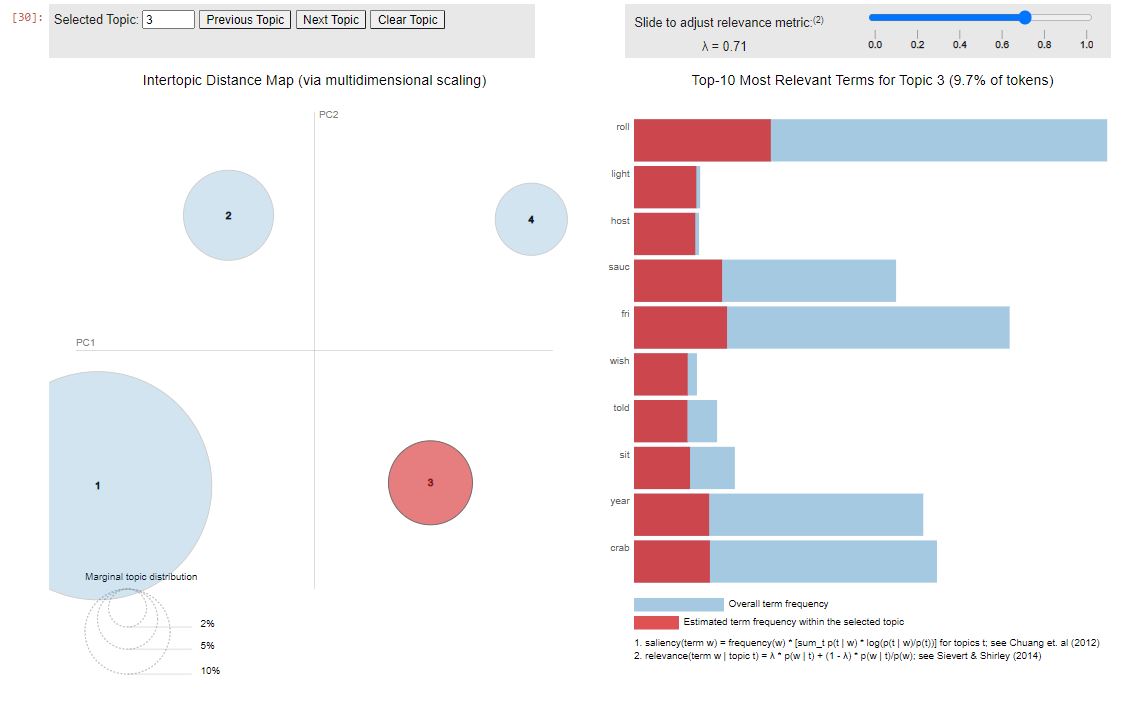 [30]: Selected Topic: 3 Previous Topic Next Topic Clear Topic
Slide to adjust relevance metric:(2)
λ = 0.71
0.0 0.2 0.4 0.6 0.8 1.0
Intertopic Distance Map (via multidimensional scaling)
PC2
PC1
2
4
1
3
Marginal topic distribution
2%
5%
10%
Top-10 Most Relevant Terms for Topic 3 (9.7% of tokens)
roll
light
host
sauc
fri
wish
told
sit
year
crab
Overall term frequency
Estimated term frequency within the selected topic
1. saliency(term w) = frequency(w) * [sum_t p(t | w) * log(p(t | w)/p(t))] for topics t; see Chuang et. al (2012)
2. relevance(term w | topic t) = λ * p(w | t) + (1 - λ) * p(w | t)/p(w); see Sievert & Shirley (2014)